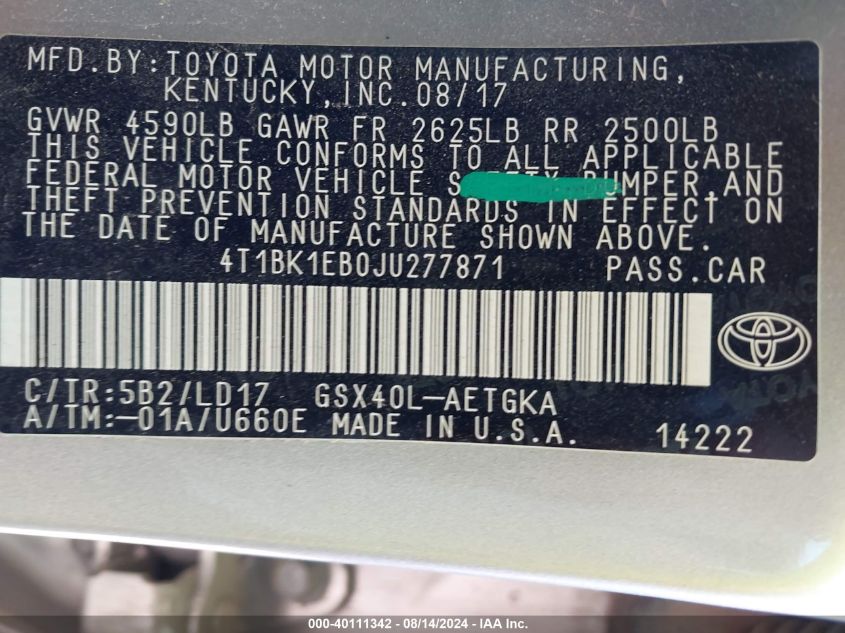 MFD.BY:TOYOTA MOTOR MANUFACTURING,
KENTUCKY,INC.08/17
GVWR 4590LB GAWR FR 2625LB RR 2500LB
THIS VEHICLE CONFORMS TO ALL APPLICABLE
FEDERAL MOTOR VEHICLE SAFETY,BUMPER,AND
THEFT PREVENTION STANDARDS IN EFFECT ON
THE DATE OF MANUFACTURE SHOWN ABOVE.
4T1BK1EB0JU277871 PASS.CAR
C/TR:5B2/LD17 GSX40L-AETGKA
A/TM:-01A/U660E MADE IN U.S.A. 14222
000-40111342 - 08/14/2024 - IAA Inc.